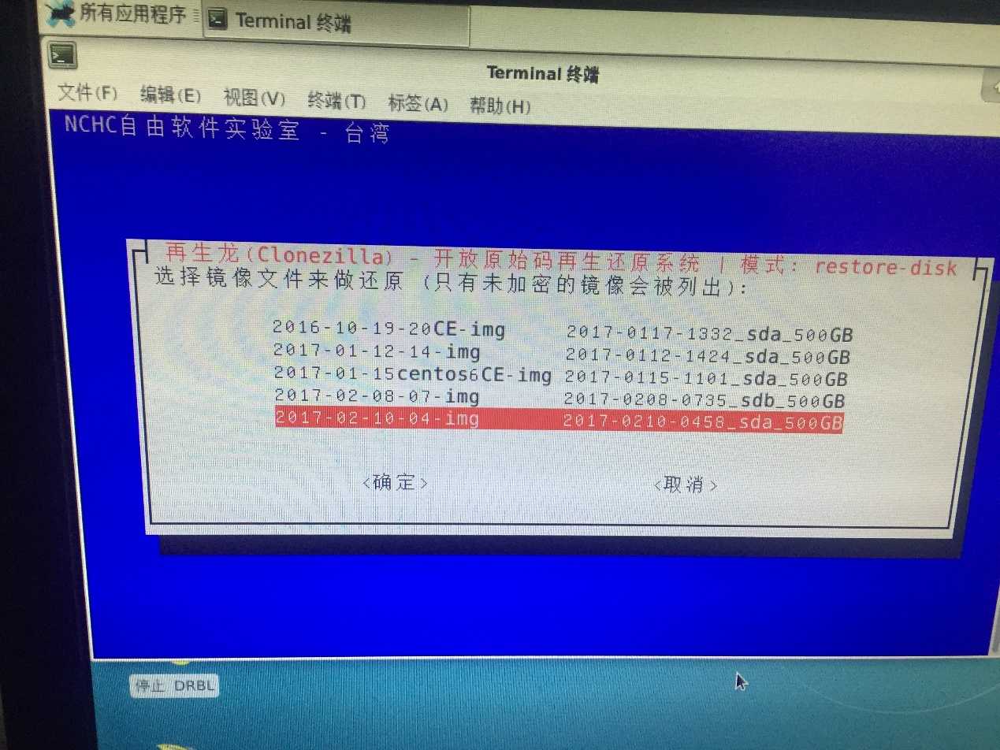 所有应用程序 Terminal 终端
Terminal 终端
文件(F) 编辑(E) 视图(V) 终端(T) 标签(A) 帮助(H)
NCHC自由软件实验室 - 台湾
再生龙(Clonezilla) - 开放原始码再生还原系统 | 模式: restore-disk
选择镜像文件来做还原 (只有未加密的镜像会被列出):
2016-10-19-20CE-img 2017-0117-1332_sda_500GB
2017-01-12-14-img 2017-0112-1424_sda_500GB
2017-01-15centos6CE-img 2017-0115-1101_sda_500GB
2017-02-08-07-img 2017-0208-0735_sdb_500GB
2017-02-10-04-img 2017-0210-0458_sda_500GB
<确定> <取消>
停止 DRBL